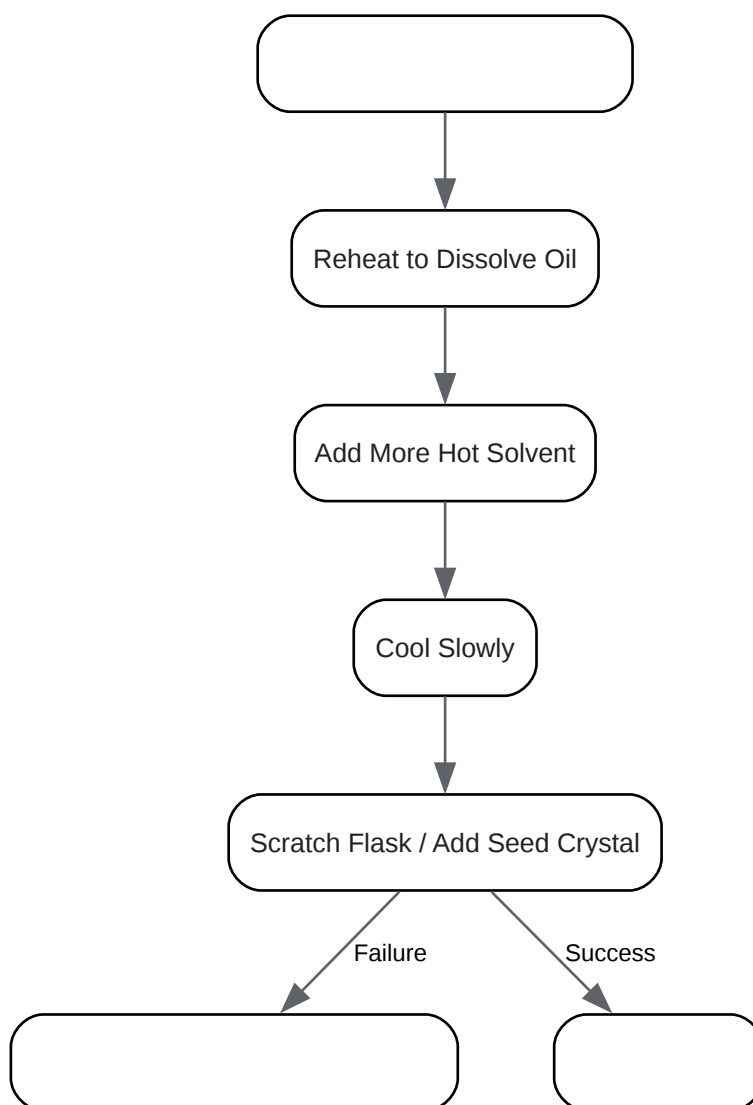 Reheat to Dissolve Oil
Add More Hot Solvent
Cool Slowly
Scratch Flask / Add Seed Crystal
Failure
Success